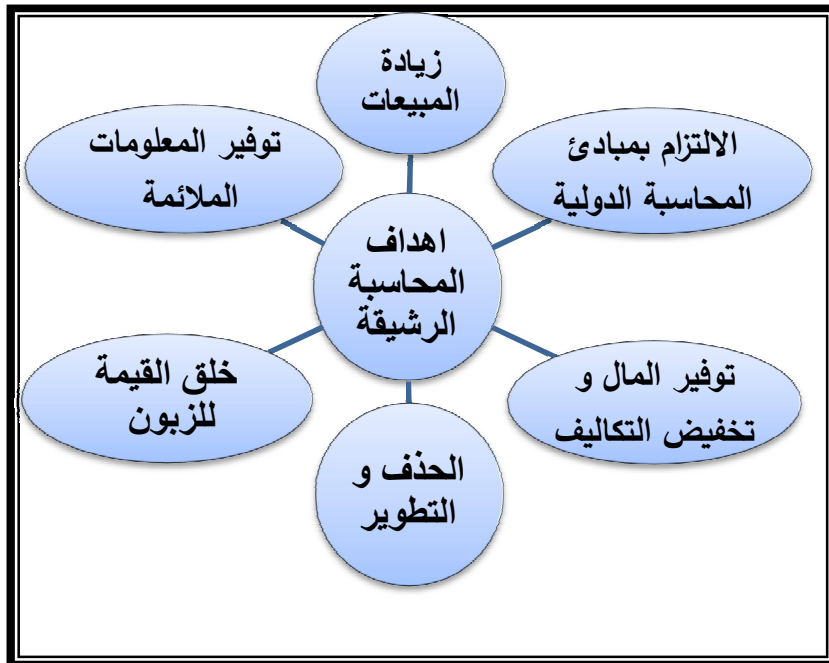 زيادة
المبيعات
الالتزام بمبادئ
المحاسبة الدولية
توفير المعلومات
الملائمة
اهداف
المحاسبة
الرشيقة
توفير المال و
تخفيض التكاليف
خلق القيمة
للزبون
الحذف و
التطوير